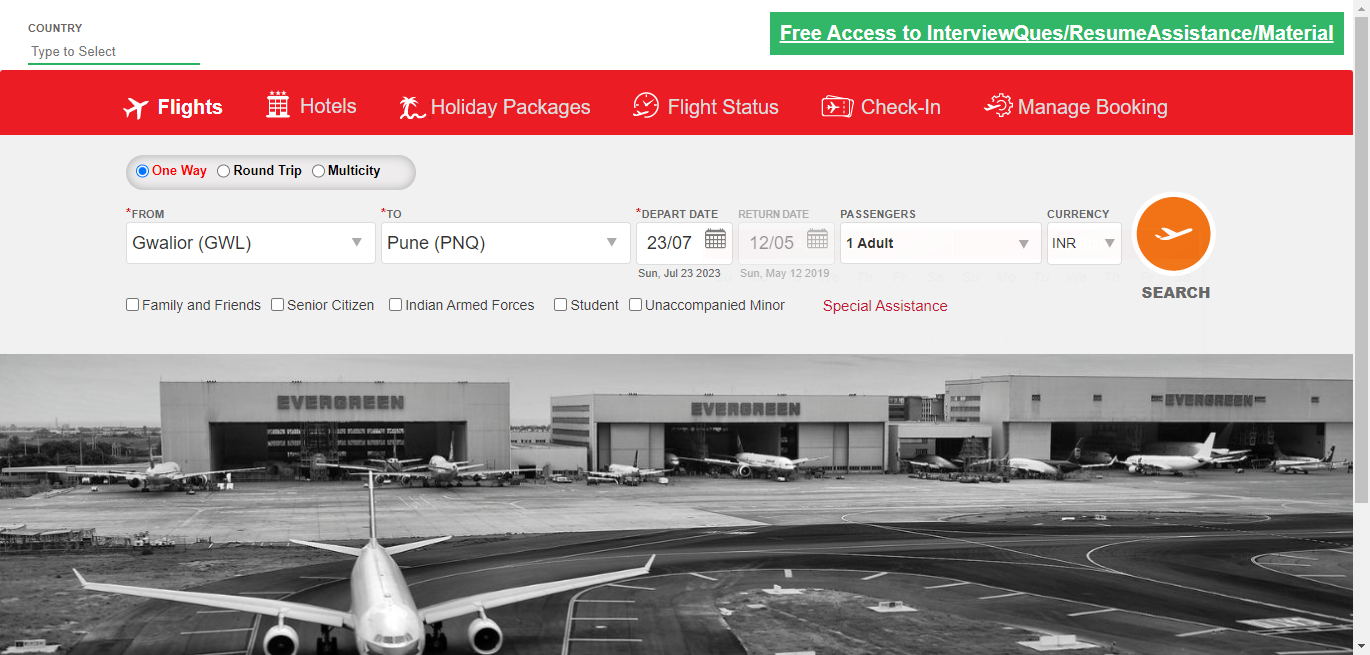 COUNTRY
Type to Select
Free Access to InterviewQues/ResumeAssistance/Material
Flights Hotels Holiday Packages Flight Status Check-In Manage Booking
One Way Round Trip Multicity
*FROM *TO *DEPART DATE RETURN DATE PASSENGERS CURRENCY
Gwalior (GWL) Pune (PNQ) 23/07 12/05 1 Adult INR
Sun, Jul 23 2023 Sun, May 12 2019
SEARCH
Family and Friends Senior Citizen Indian Armed Forces Student Unaccompanied Minor Special Assistance
EVERGREEN EVERGREEN EVERGREEN